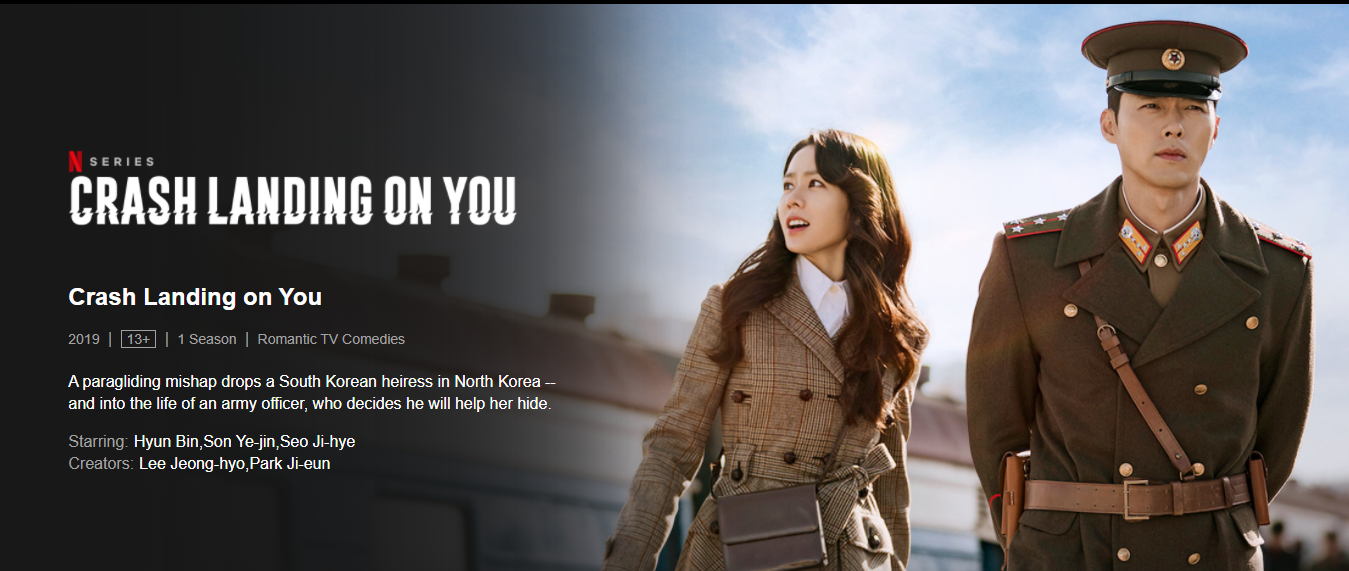 N SERIES
CRASH LANDING ON YOU
Crash Landing on You
2019 | 13+ | 1 Season | Romantic TV Comedies
A paragliding mishap drops a South Korean heiress in North Korea --
and into the life of an army officer, who decides he will help her hide.
Starring: Hyun Bin,Son Ye-jin,Seo Ji-hye
Creators: Lee Jeong-hyo,Park Ji-eun